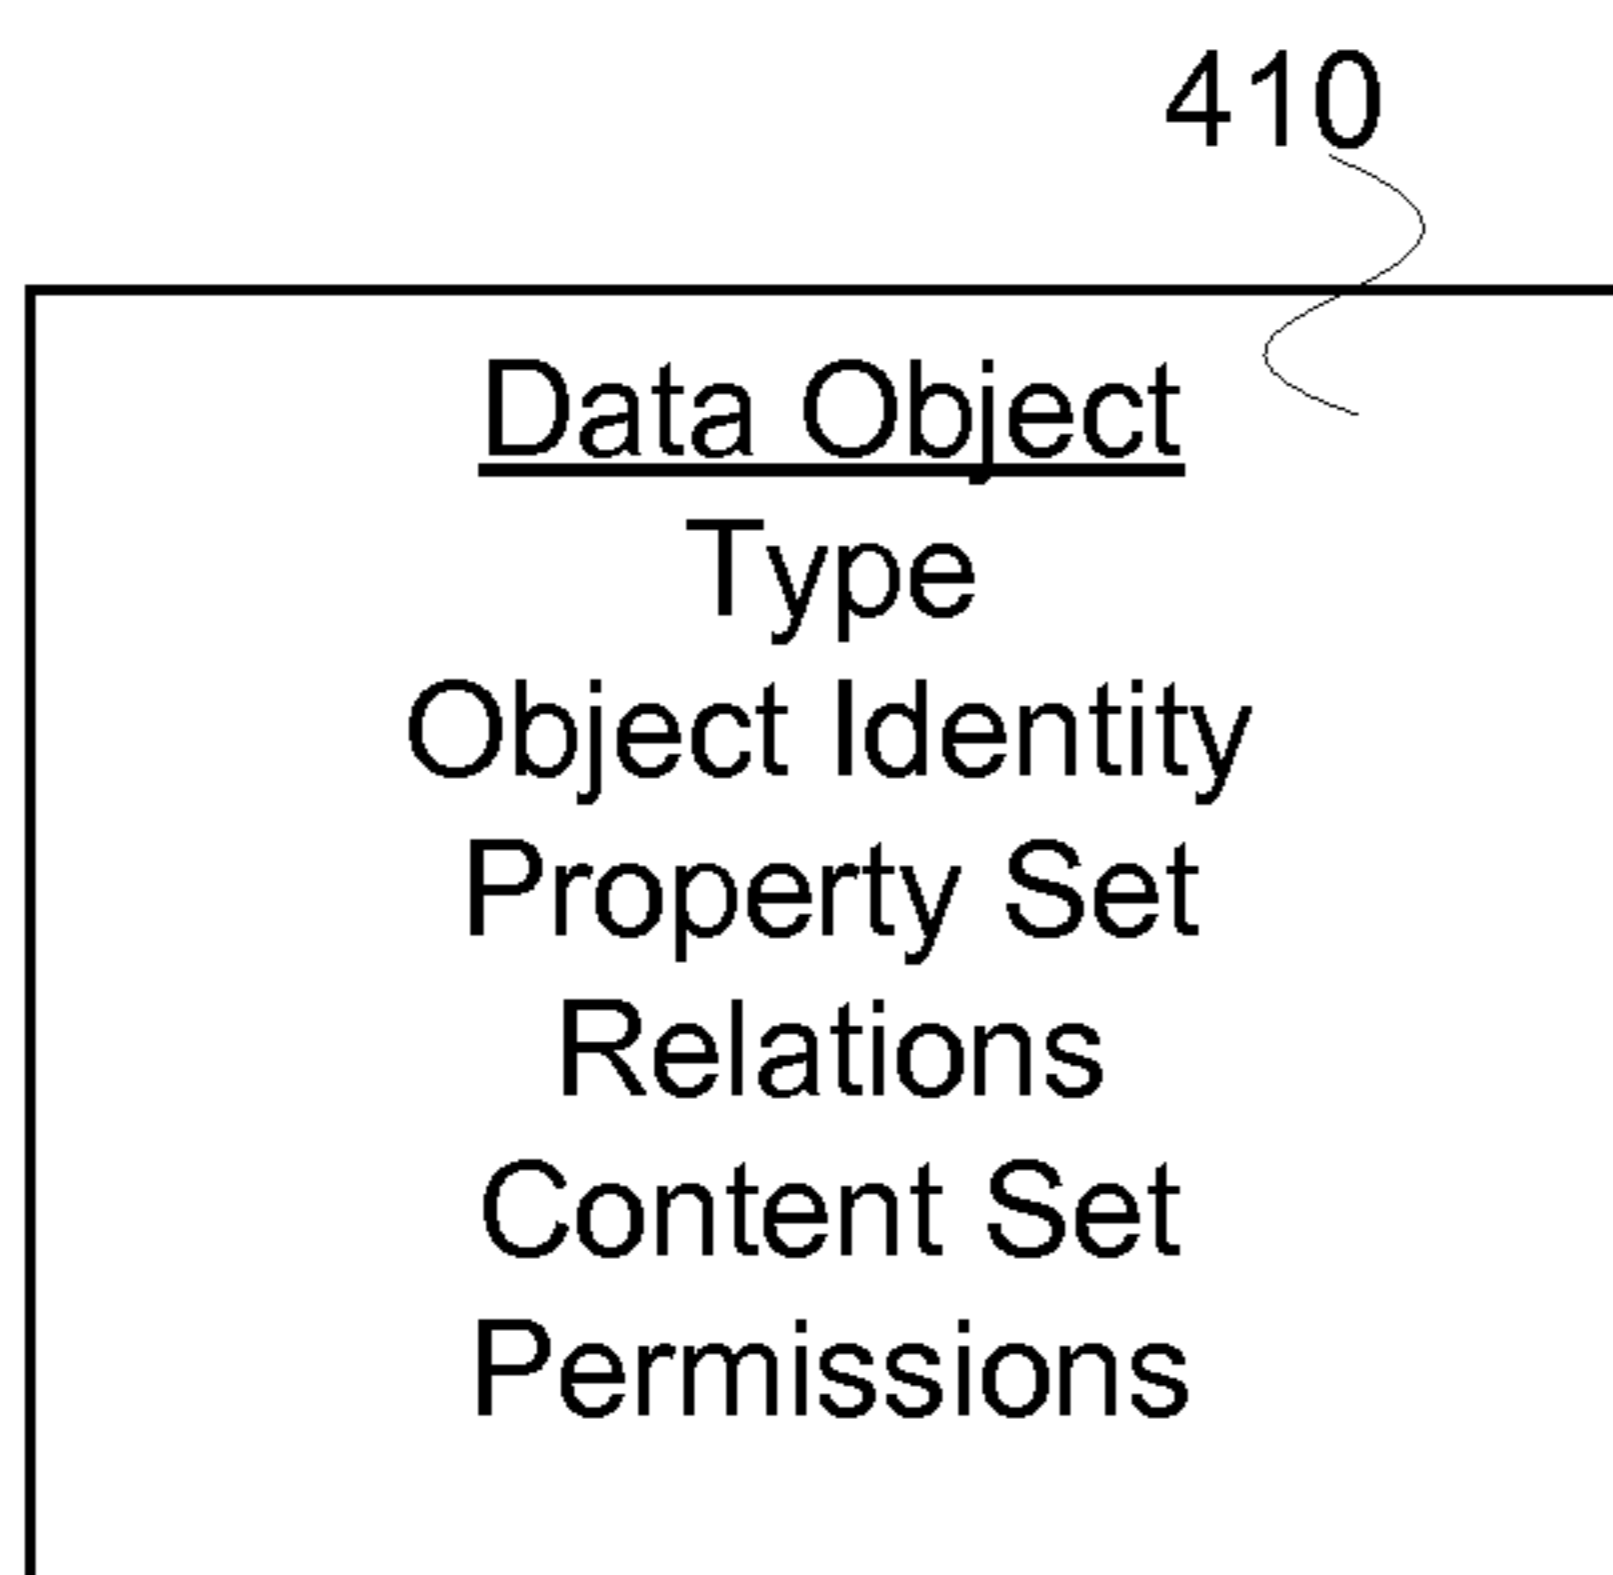 410
Data Object
Type
Object Identity
Property Set
Relations
Content Set
Permissions